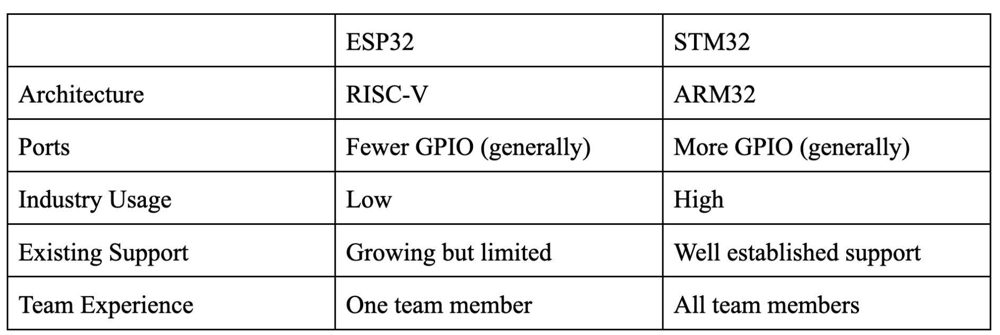 ESP32 STM32
Architecture RISC-V ARM32
Ports Fewer GPIO (generally) More GPIO (generally)
Industry Usage Low High
Existing Support Growing but limited Well established support
Team Experience One team member All team members